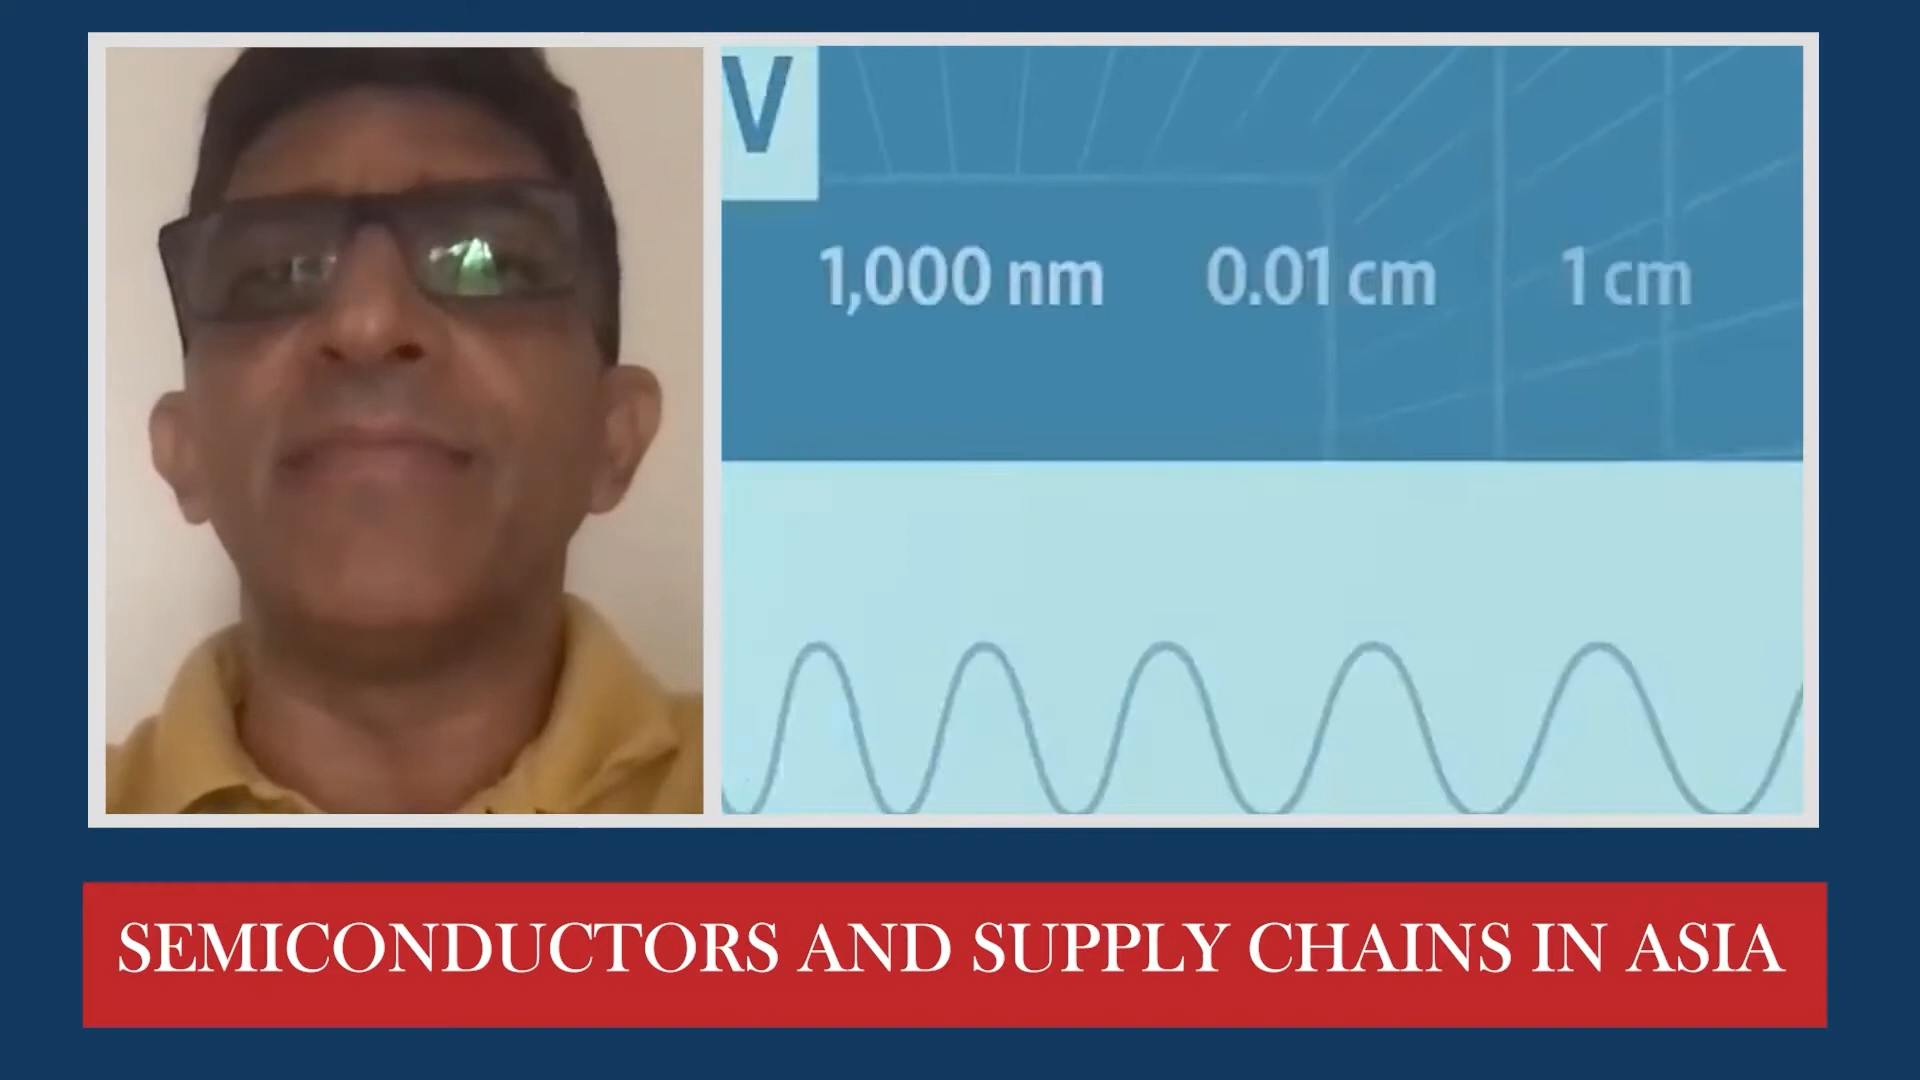 V
1,000 nm 0.01 cm 1 cm
SEMICONDUCTORS AND SUPPLY CHAINS IN ASIA